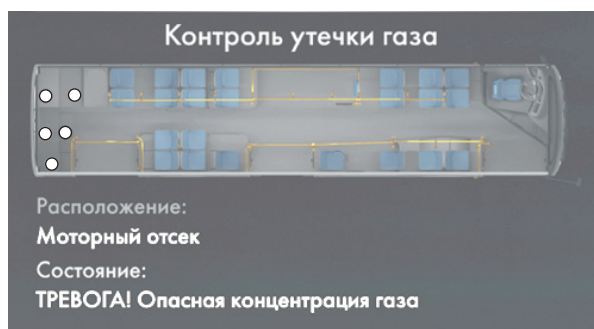 Контроль утечки газа
Расположение:
Моторный отсек
Состояние:
ТРЕВОГА! Опасная концентрация газа